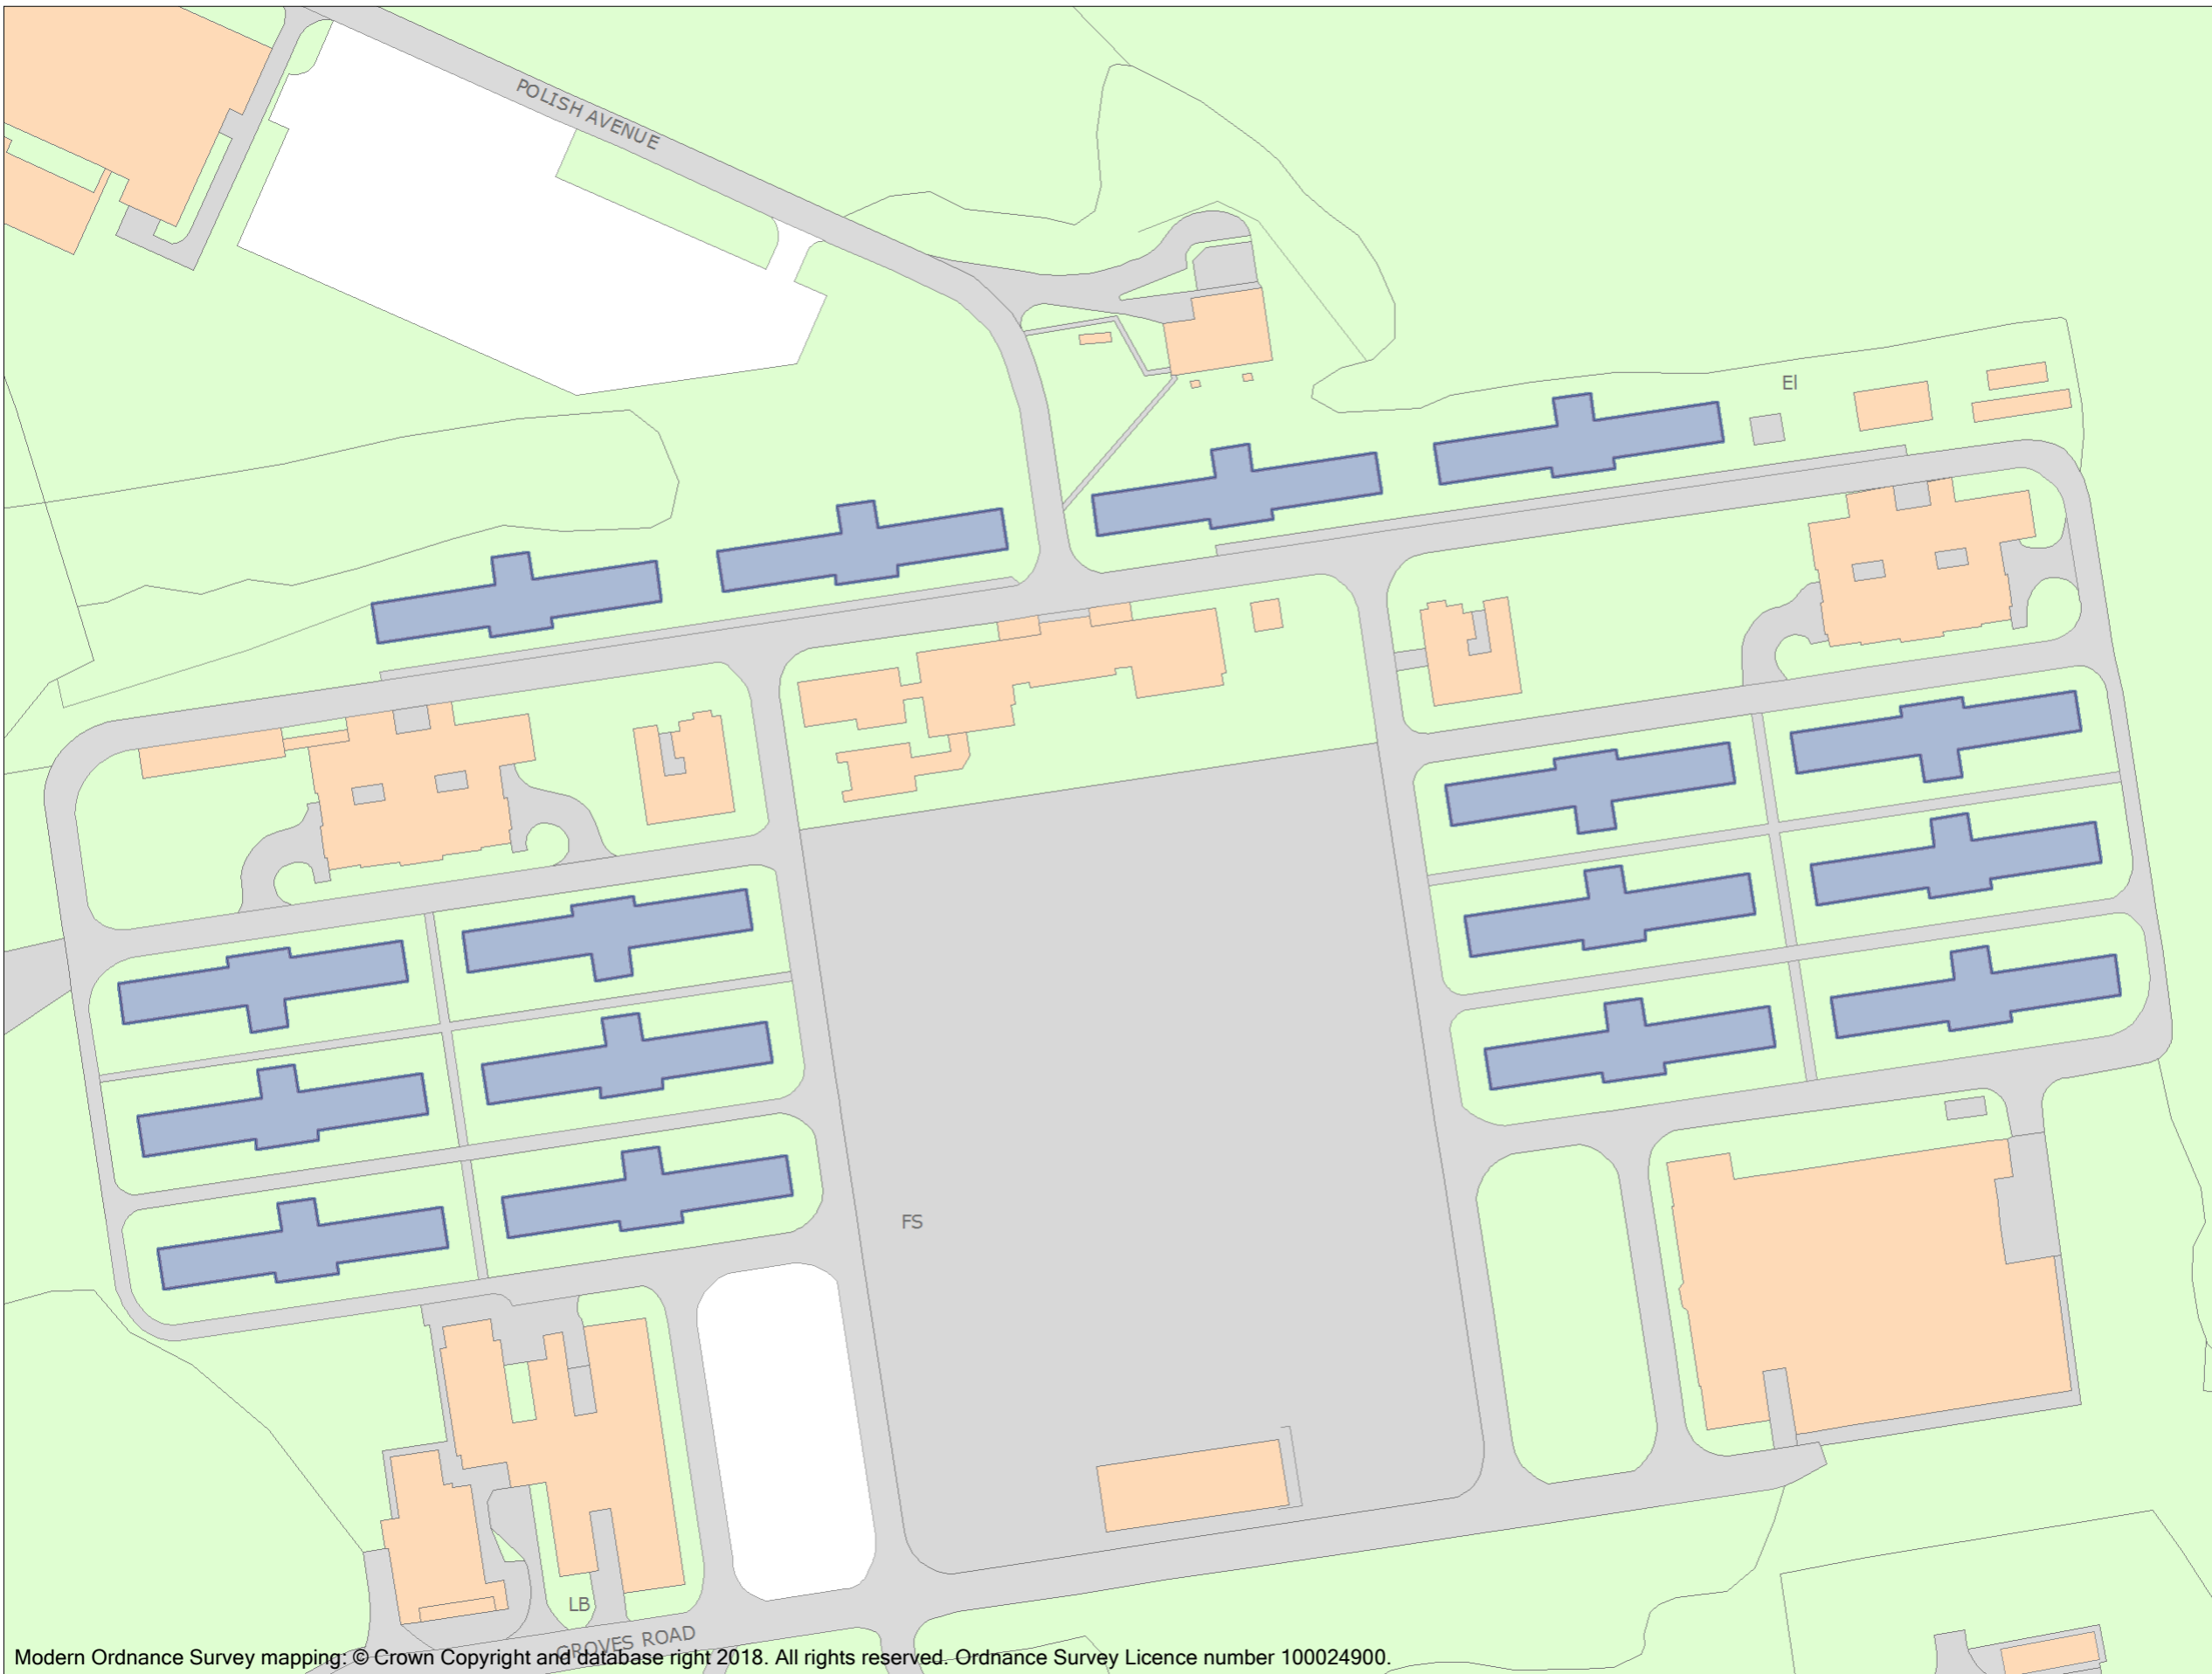 POLISH AVENUE
El
FS
LB
GROVES ROAD
Modern Ordnance Survey mapping: © Crown Copyright and database right 2018. All rights reserved. Ordnance Survey Licence number 100024900.